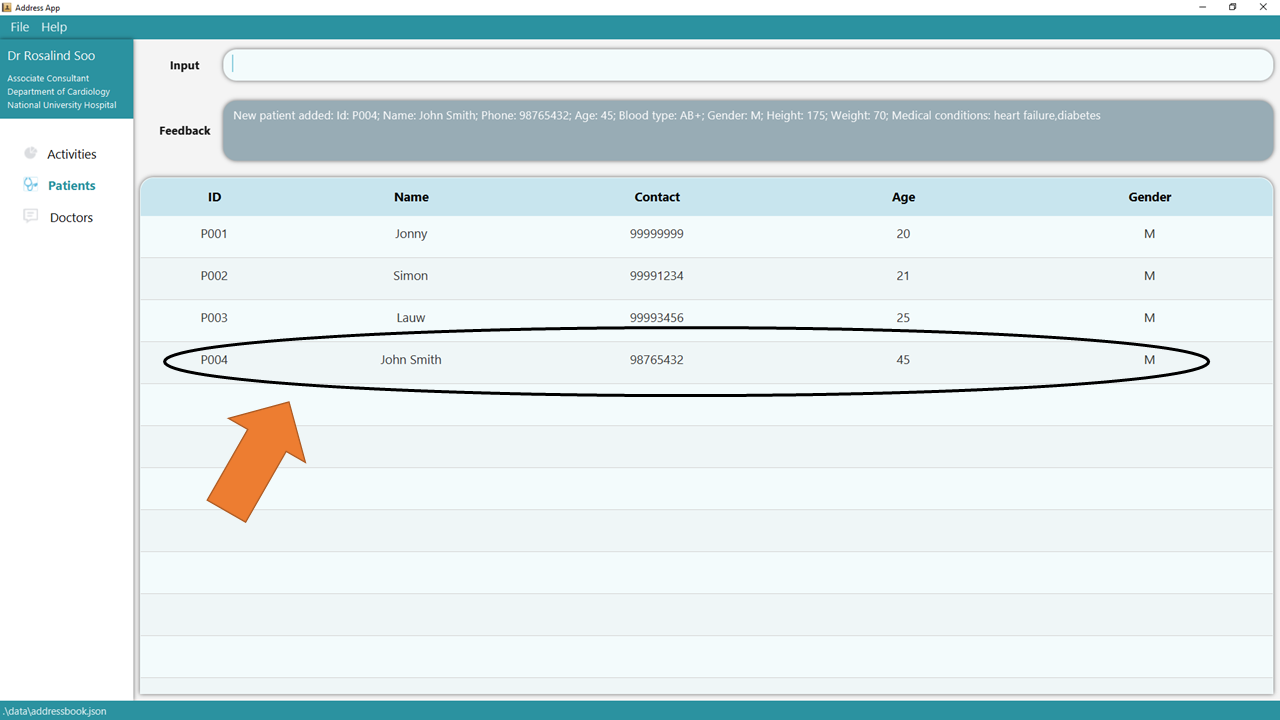 Address App
File Help
Dr Rosalind Soo
Associate Consultant
Department of Cardiology
National University Hospital
Activities
Patients
Doctors
Input
Feedback
New patient added: Id: P004; Name: John Smith; Phone: 98765432; Age: 45; Blood type: AB+; Gender: M; Height: 175; Weight: 70; Medical conditions: heart failure,diabetes
ID Name Contact Age Gender
P001 Jonny 99999999 20 M
P002 Simon 99991234 21 M
P003 Lauw 99993456 25 M
P004 John Smith 98765432 45 M
.\data\addressbook.json